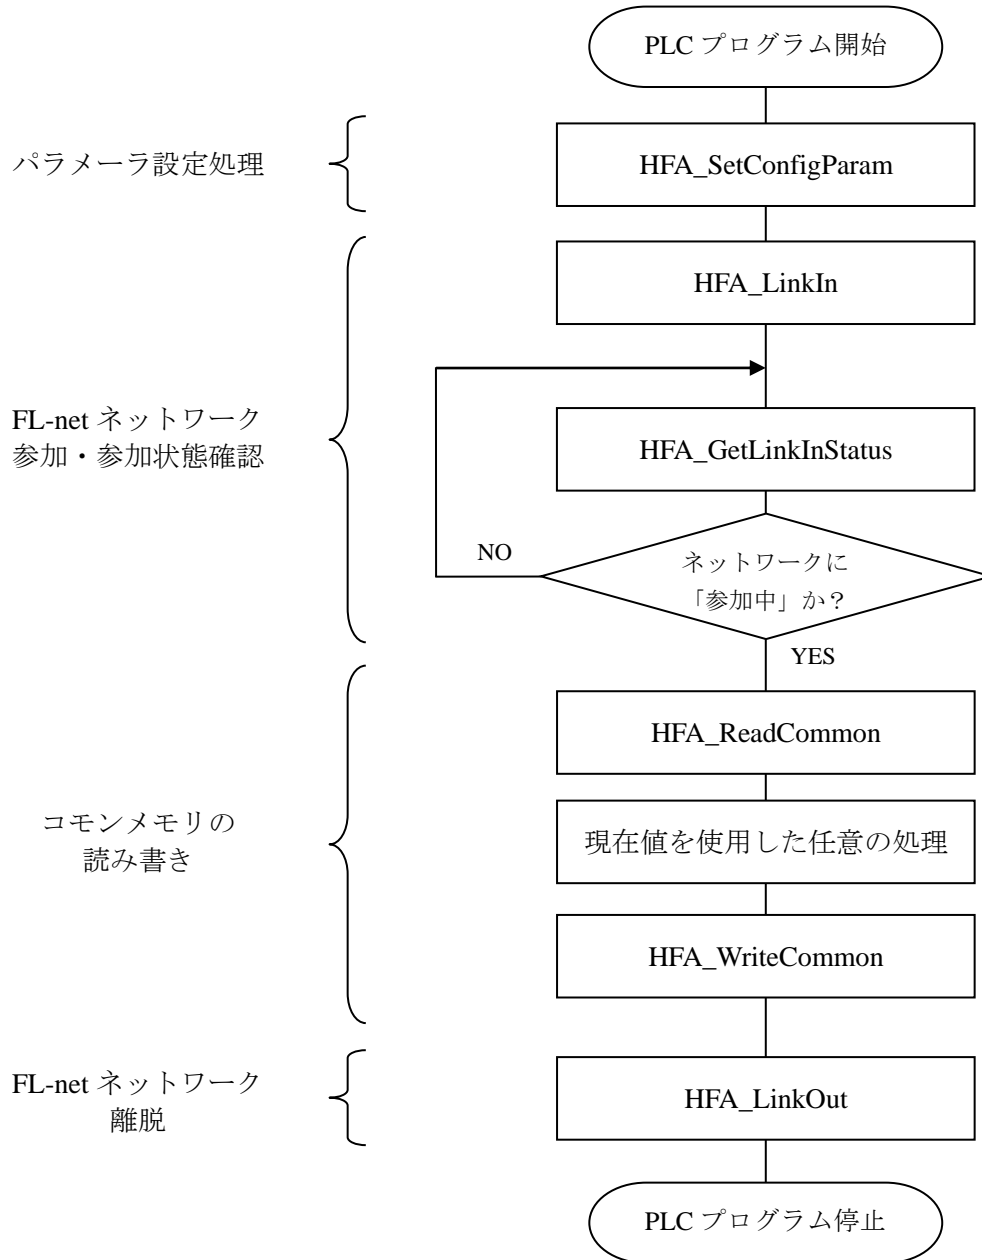 PLC プログラム開始
パラメーラ設定処理
HFA_SetConfigParam
HFA_LinkIn
FL-net ネットワーク
参加・参加状態確認
HFA_GetLinkInStatus
NO
ネットワークに
「参加中」か？
YES
HFA_ReadCommon
コモンメモリの
読み書き
現在値を使用した任意の処理
HFA_WriteCommon
FL-net ネットワーク
離脱
HFA_LinkOut
PLC プログラム停止